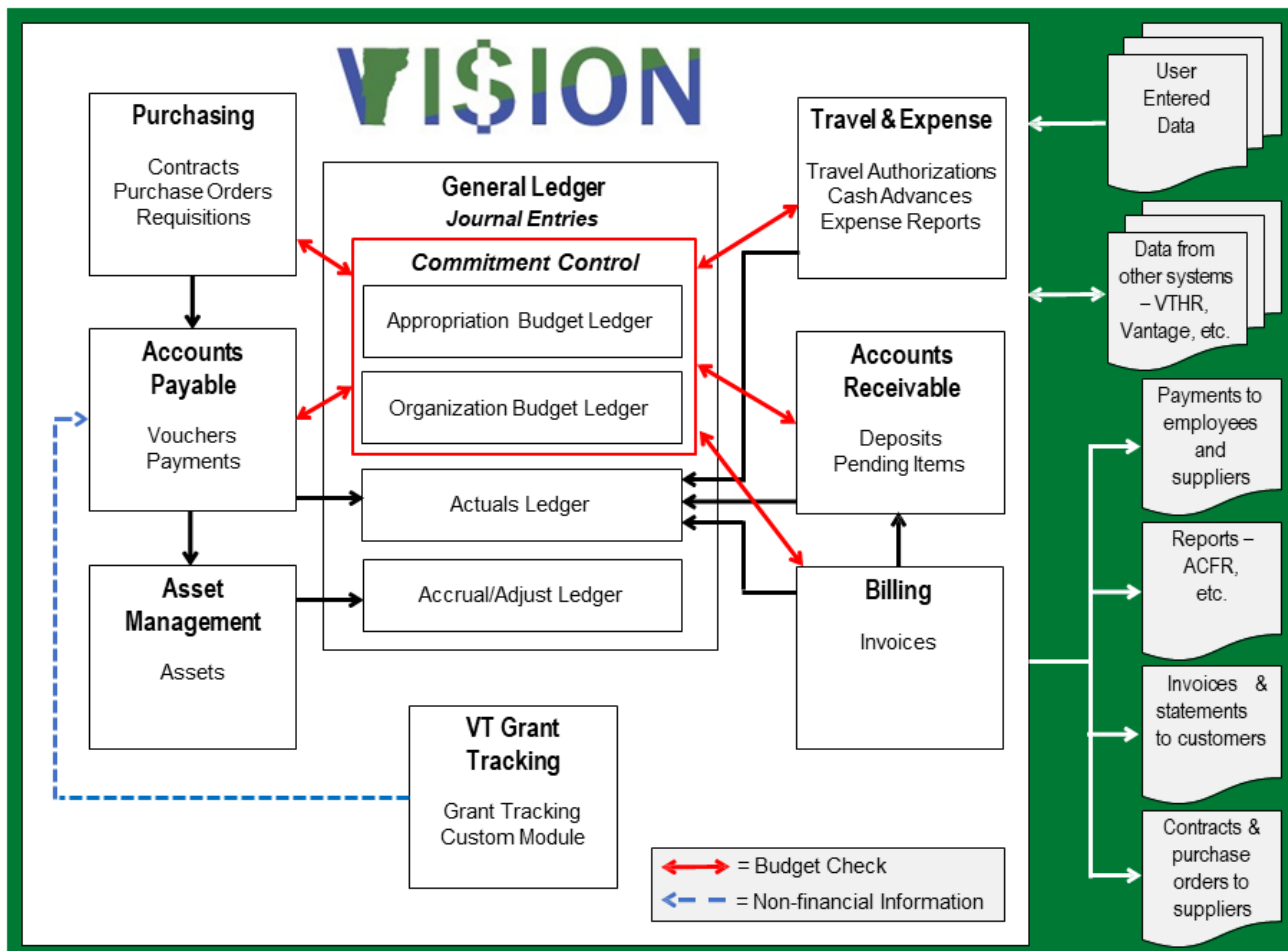 VISION
Purchasing
Contracts
Purchase Orders
Requisitions
General Ledger
Journal Entries
Commitment Control
Appropriation Budget Ledger
Organization Budget Ledger
Actuals Ledger
Accrual/Adjust Ledger
Travel & Expense
Travel Authorizations
Cash Advances
Expense Reports
Accounts
Payable
Vouchers
Payments
Accounts
Receivable
Deposits
Pending Items
Asset
Management
Assets
Billing
Invoices
VT Grant
Tracking
Grant Tracking
Custom Module
= Budget Check
= Non-financial Information
User
Entered
Data
Data from
other systems
– VTHR,
Vantage, etc.
Payments to
employees
and
suppliers
Reports –
ACFR,
etc.
Invoices &
statements
to customers
Contracts &
purchase
orders to
suppliers